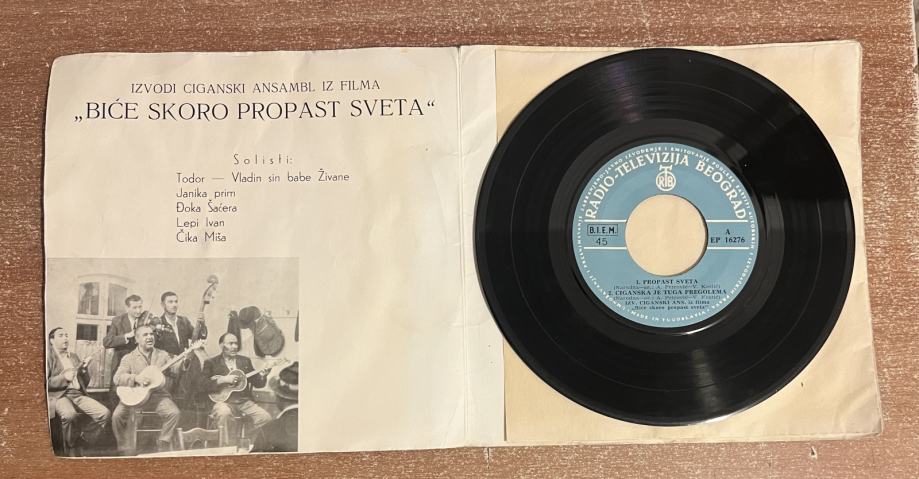 IZVODI CIGANSKI ANSAMBL IZ FILMA
„BIĆE SKORO PROPAST SVETA“
Solisti:
Todor — Vladin sin babe Živane
Janika prim
Đoka Šaćera
Lepi Ivan
Čika Miša
RADIO-TELEVIZIJA BEOGRAD
RTB
B.I.E.M.
45
A
EP 16276
1. PROPAST SVETA
2. CIGANSKA JE TUGA PREGOLEMA
IZV. CIGANSKI ANS. iz filma
"Biće skoro propast sveta"
MADE IN YUGOSLAVIA